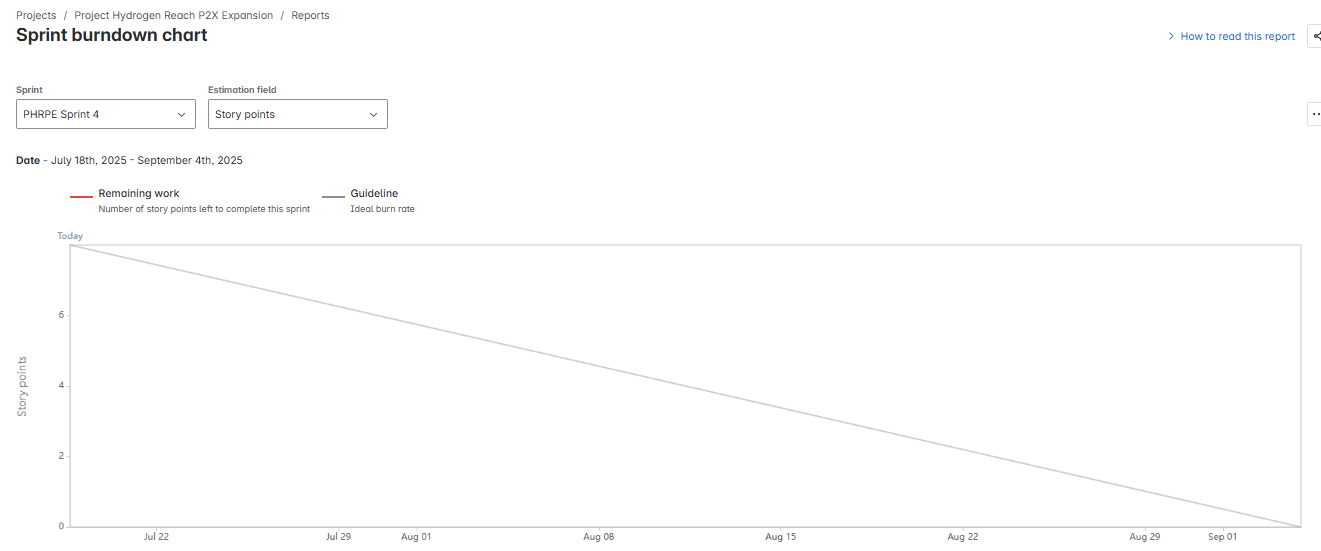 Projects / Project Hydrogen Reach P2X Expansion / Reports
Sprint burndown chart
How to read this report
Sprint
Estimation field
PHRPE Sprint 4
Story points
Date - July 18th, 2025 - September 4th, 2025
Remaining work
Number of story points left to complete this sprint
Guideline
Ideal burn rate
Today
6
4
2
0
Story points
Jul 22
Jul 29
Aug 01
Aug 08
Aug 15
Aug 22
Aug 29
Sep 01